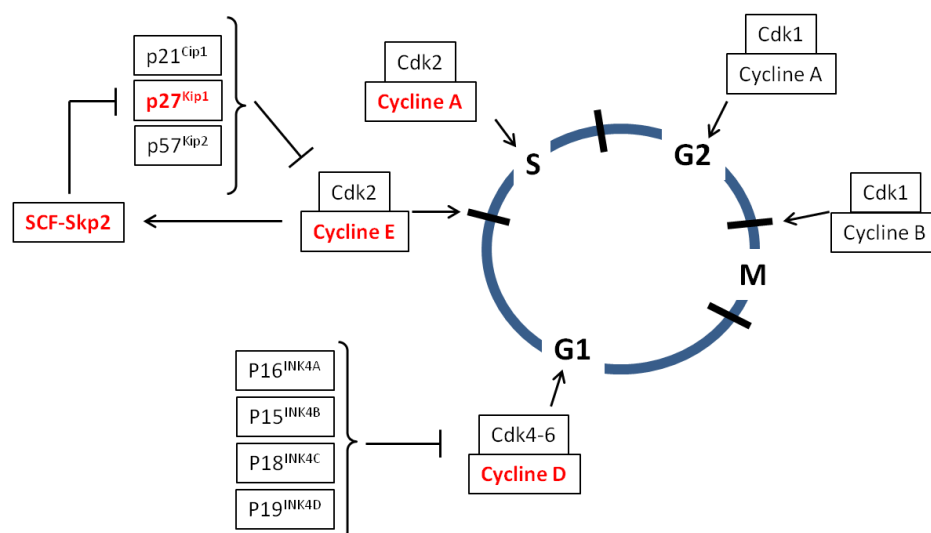 p21Cip1
p27Kip1
p57Kip2
SCF-Skp2
Cdk2
Cycline E
Cdk2
Cycline A
Cdk1
Cycline A
Cdk1
Cycline B
S
G2
M
G1
P16INK4A
P15INK4B
P18INK4C
P19INK4D
Cdk4-6
Cycline D